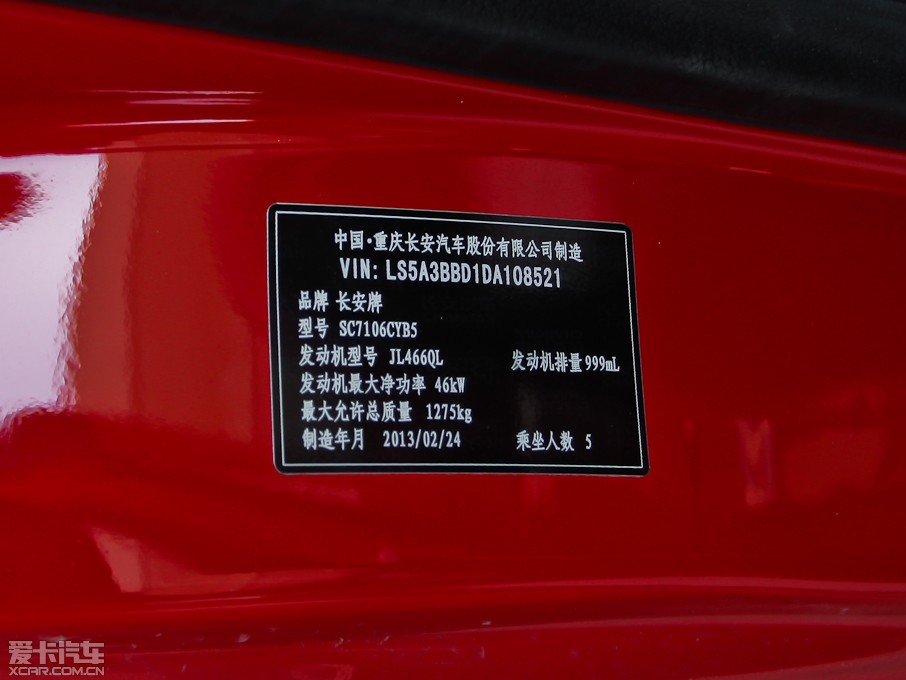 中国·重庆长安汽车股份有限公司制造
VIN: LS5A3BBD1DA108521
品牌 长安牌
型号 SC7106CYB5
发动机型号 JL466QL 发动机排量 999mL
发动机最大净功率 46kW
最大允许总质量 1275kg
制造年月 2013/02/24 乘坐人数 5
爱卡汽车
XCAR.COM.CN